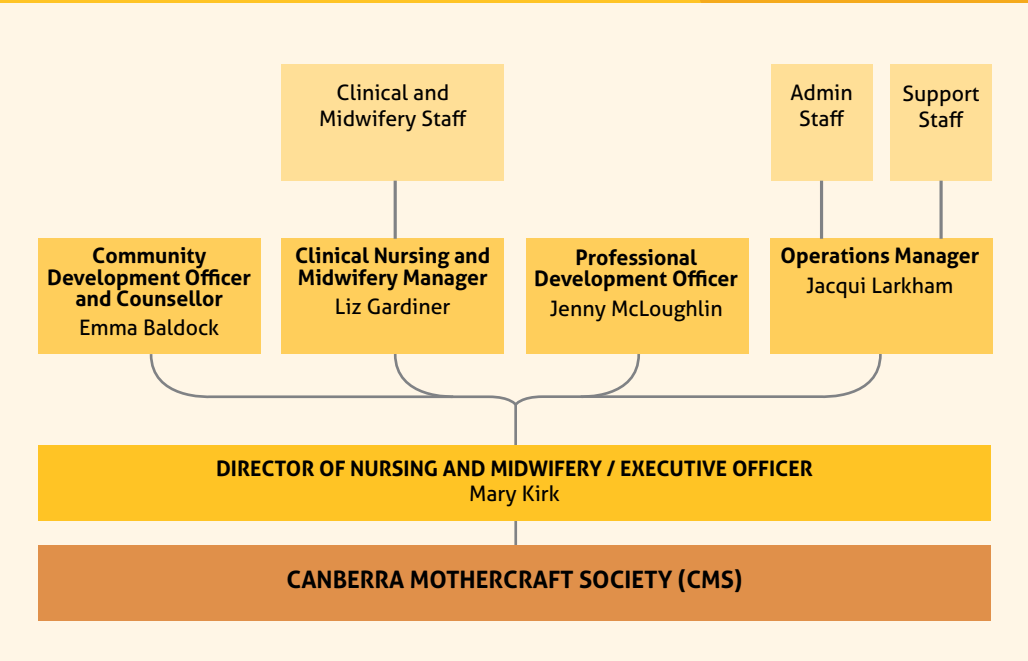 Clinical and
Midwifery Staff
Admin
Staff
Support
Staff
Community
Development Officer
and Counsellor
Emma Baldock
Clinical Nursing and
Midwifery Manager
Liz Gardiner
Professional
Development Officer
Jenny McLoughlin
Operations Manager
Jacqui Larkham
DIRECTOR OF NURSING AND MIDWIFERY / EXECUTIVE OFFICER
Mary Kirk
CANBERRA MOTHERCRAFT SOCIETY (CMS)